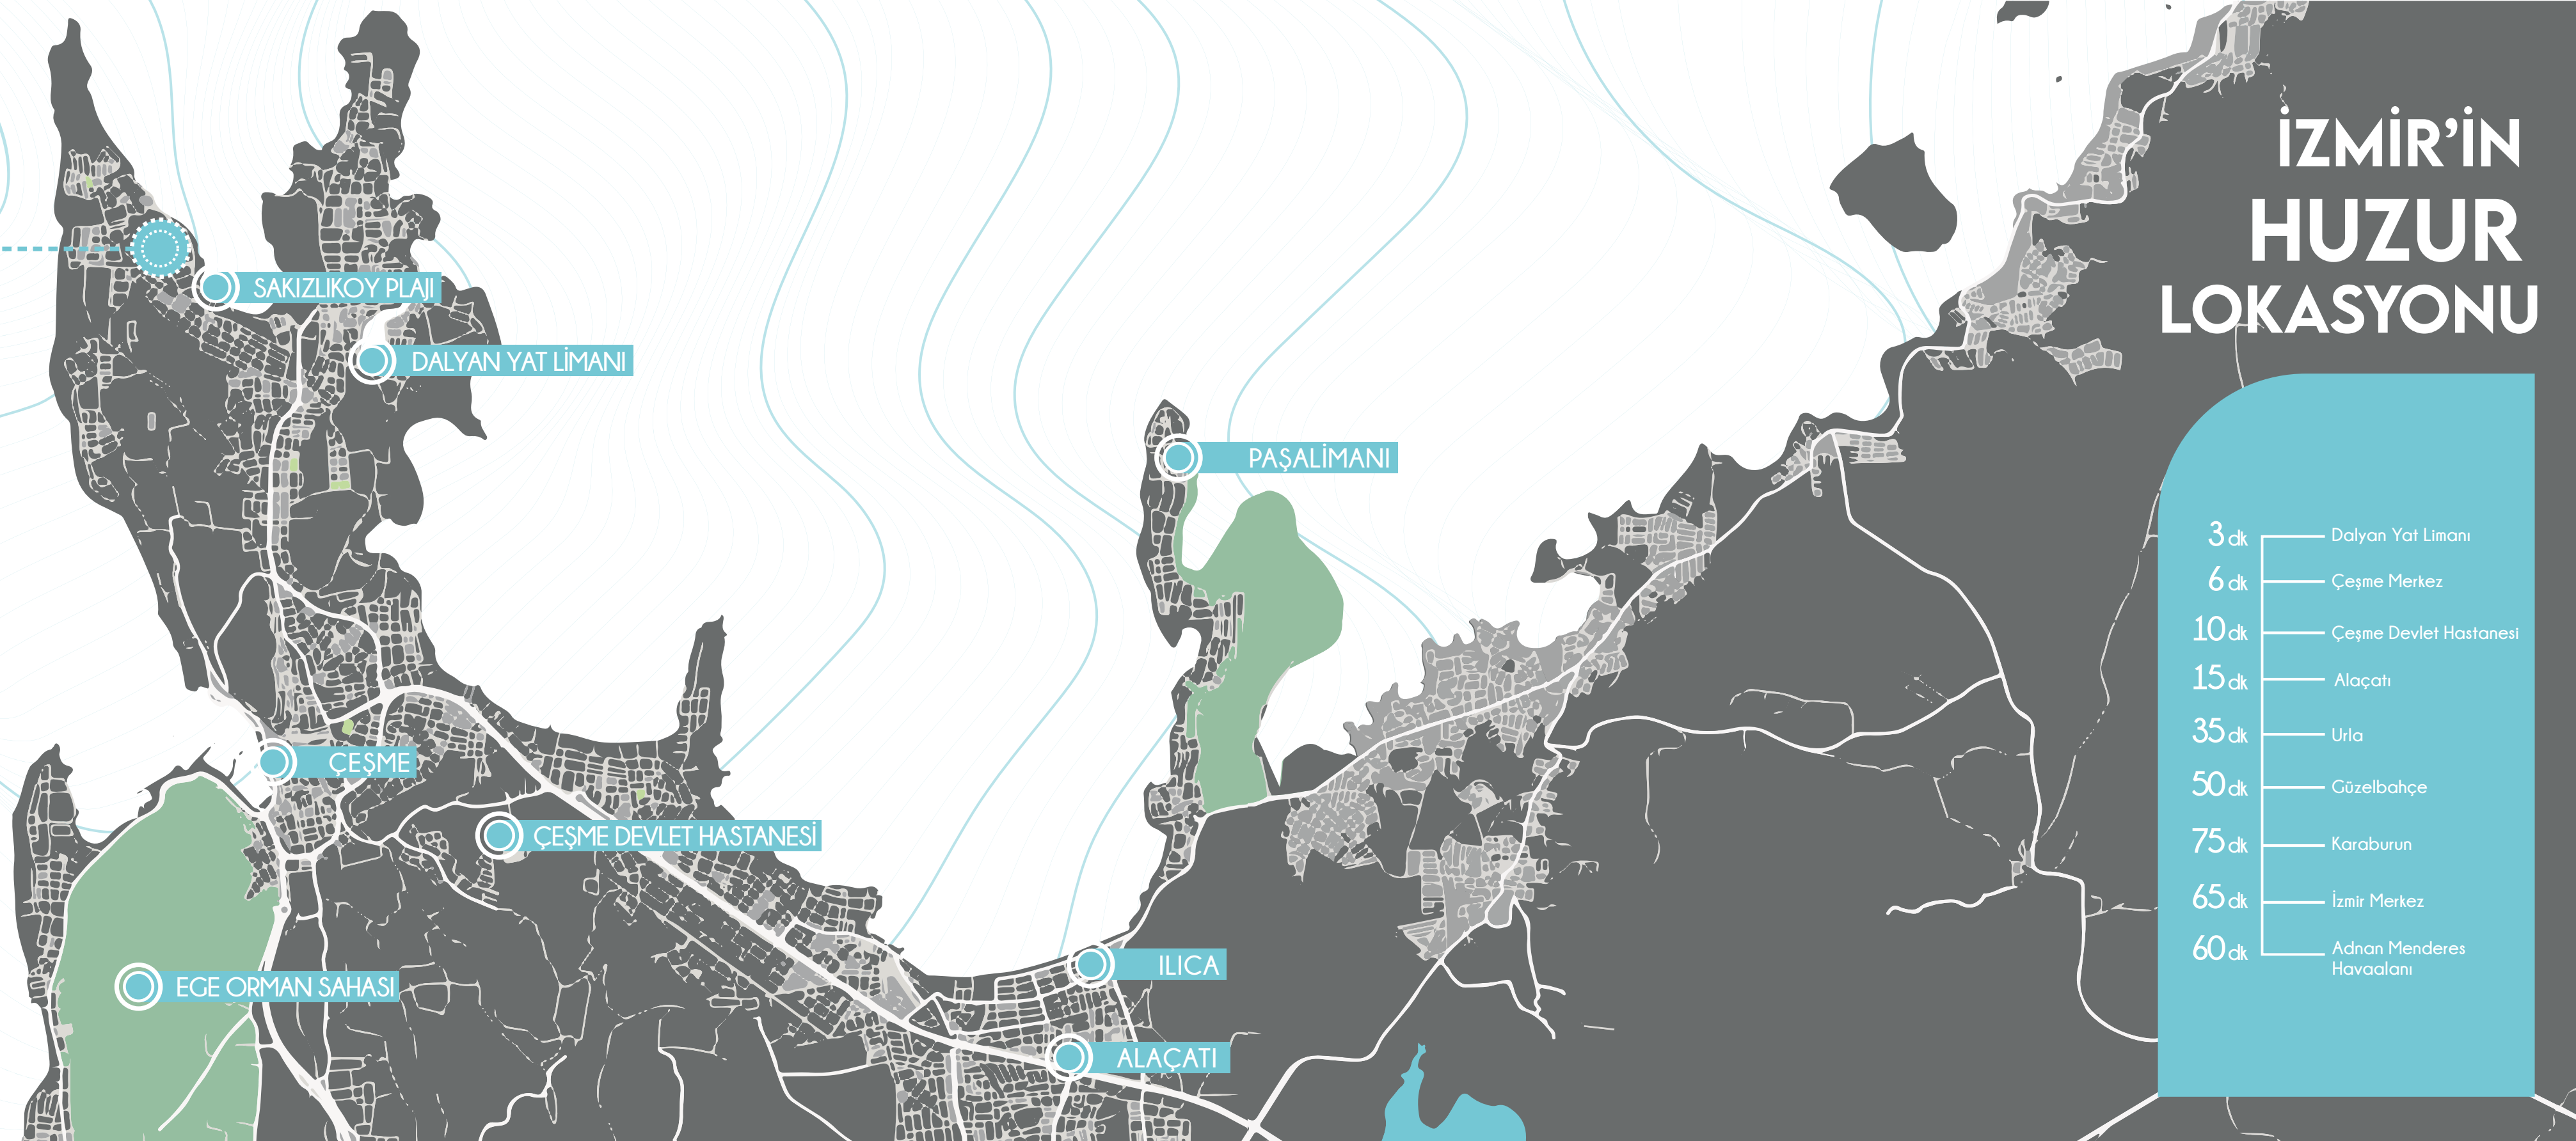 İZMİR'İN
HUZUR
LOKASYONU
SAKIZLIKOY PLAJI
DALYAN YAT LİMANI
PAŞALİMANI
ÇEŞME
ÇEŞME DEVLET HASTANESİ
EGE ORMAN SAHASI
ILICA
ALAÇATI
3 dk Dalyan Yat Limanı
6 dk Çeşme Merkez
10 dk Çeşme Devlet Hastanesi
15 dk Alaçatı
35 dk Urla
50 dk Güzelbahçe
75 dk Karaburun
65 dk İzmir Merkez
60 dk Adnan Menderes
Havaalanı